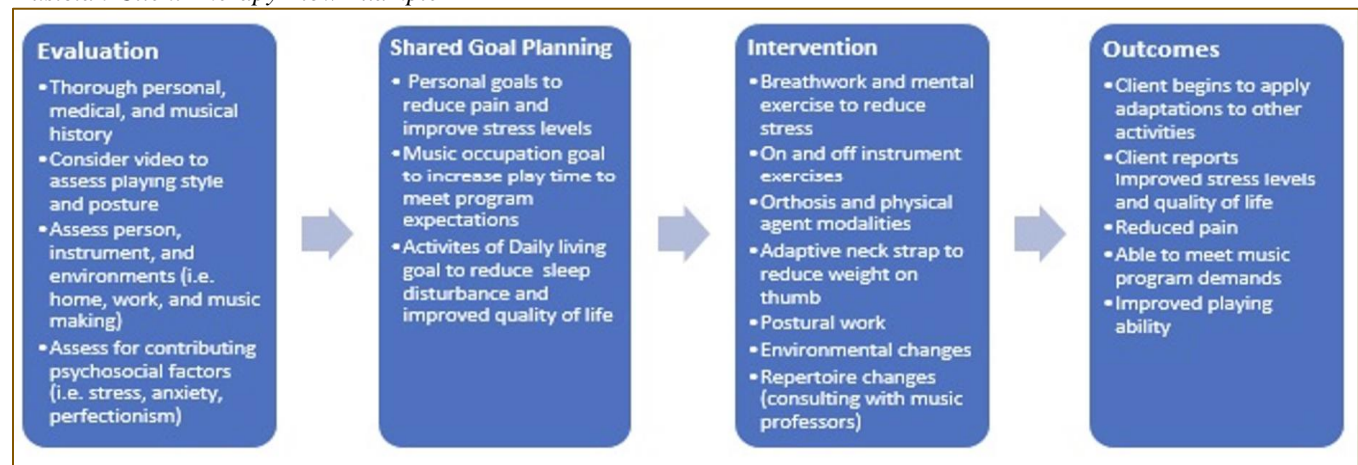 Evaluation
•Thorough personal,
medical, and musical
history
•Consider video to
assess playing style
and posture
•Assess person,
instrument, and
environments (i.e.
home, work, and music
making)
•Assess for contributing
psychosocial factors
(i.e. stress, anxiety,
perfectionism)
Shared Goal Planning
• Personal goals to
reduce pain and
improve stress levels
•Music occupation goal
to increase play time to
meet program
expectations
•Activites of Daily living
goal to reduce sleep
disturbance and
improved quality of life
Intervention
•Breathwork and mental
exercise to reduce
stress
•On and off instrument
exercises
•Orthosis and physical
agent modalities
•Adaptive neck strap to
reduce weight on
thumb
•Postural work
•Environmental changes
•Repertoire changes
(consulting with music
professors)
Outcomes
•Client begins to apply
adaptations to other
activities
•Client reports
improved stress levels
and quality of life
•Reduced pain
•Able to meet music
program demands
•Improved playing
ability